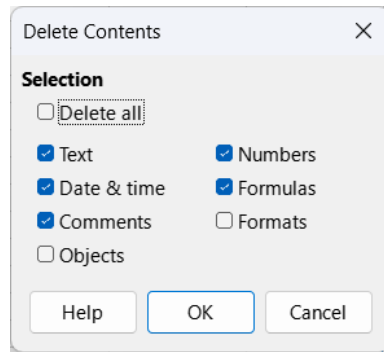 Delete Contents
Selection
Delete all
Text Numbers
Date & time Formulas
Comments Formats
Objects
Help OK Cancel